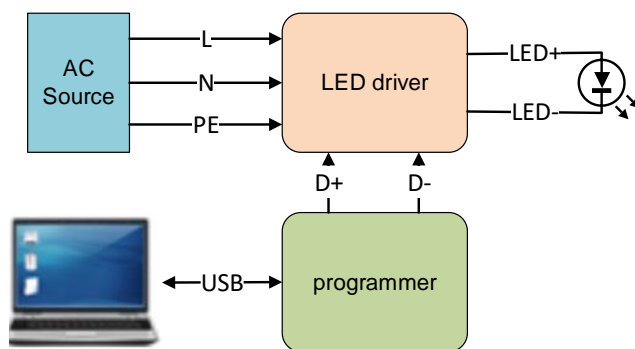 AC
Source
L
N
PE
LED driver
LED+
LED-
D+
D-
USB
programmer